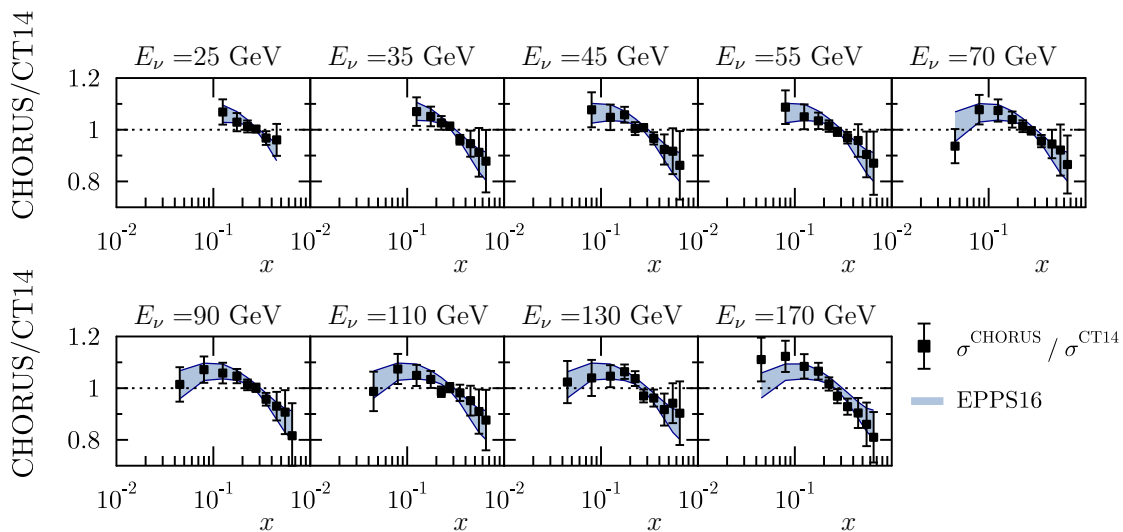 CHORUS/CT14
E_ν =25 GeV E_ν =35 GeV E_ν =45 GeV E_ν =55 GeV E_ν =70 GeV
1.2
1
0.8
10^-2 10^-1 10^-2 10^-1 10^-2 10^-1 10^-2 10^-1 10^-2 10^-1 10^0
x x x x x
CHORUS/CT14
E_ν =90 GeV E_ν =110 GeV E_ν =130 GeV E_ν =170 GeV
1.2
1
0.8
σ^CHORUS / σ^CT14
EPPS16
10^-2 10^-1 10^-2 10^-1 10^-2 10^-1 10^-2 10^-1 10^0
x x x x